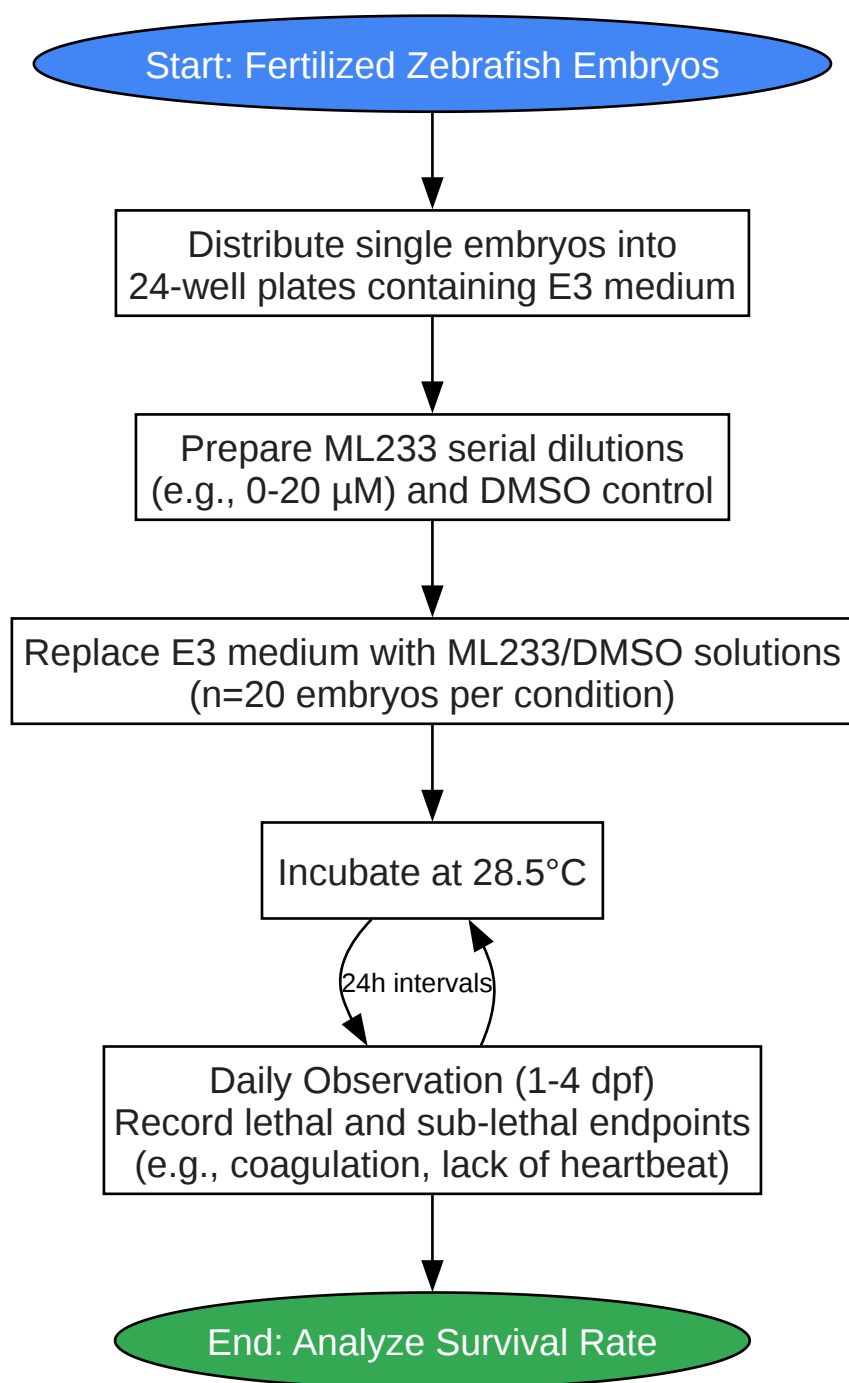 Start: Fertilized Zebrafish Embryos
Distribute single embryos into
24-well plates containing E3 medium
Prepare ML233 serial dilutions
(e.g., 0-20 µM) and DMSO control
Replace E3 medium with ML233/DMSO solutions
(n=20 embryos per condition)
Incubate at 28.5°C
24h intervals
Daily Observation (1-4 dpf)
Record lethal and sub-lethal endpoints
(e.g., coagulation, lack of heartbeat)
End: Analyze Survival Rate